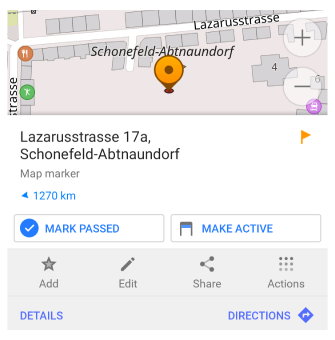 Lazarusstrasse
Schonefeld-Abtnaundorf
strasse
4
6
Lazarusstrasse 17a,
Schonefeld-Abtnaundorf
Map marker
1270 km
MARK PASSED
MAKE ACTIVE
Add
Edit
Share
Actions
DETAILS
DIRECTIONS